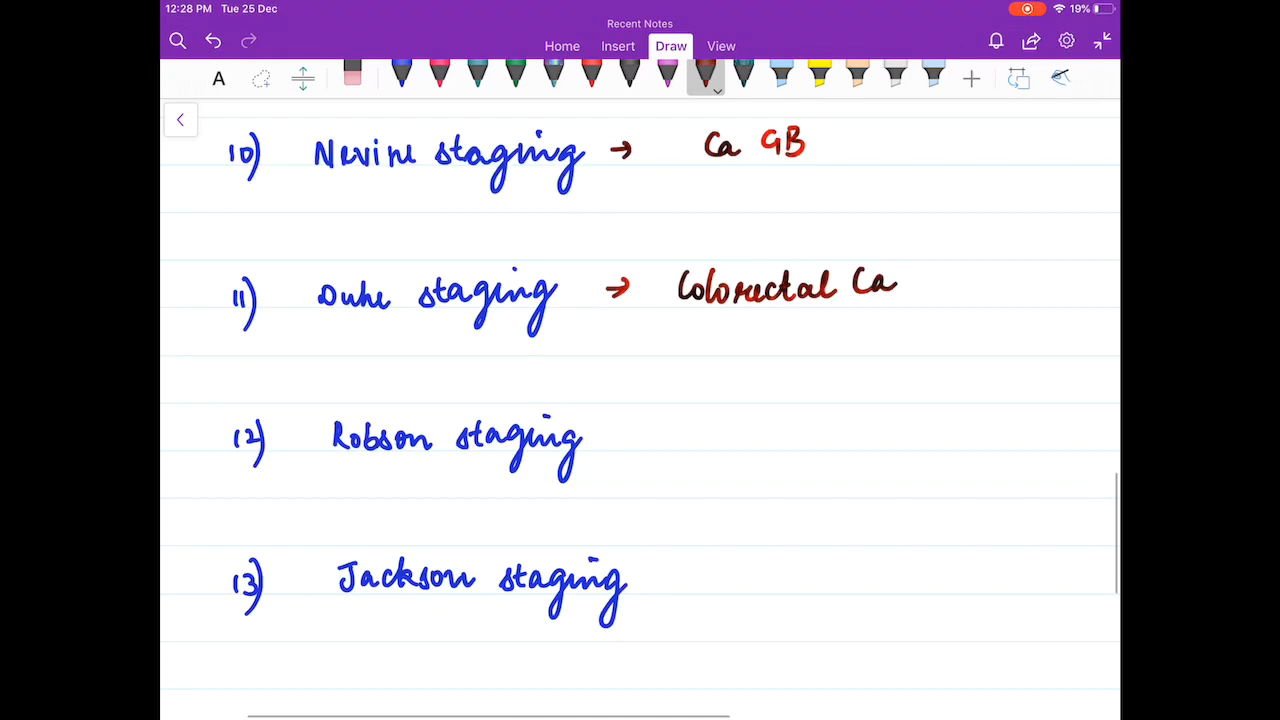 12:28 PM Tue 25 Dec
19%
Recent Notes
Home Insert Draw View
A
10) Nevine staging → Ca GB
11) Duke staging → Colorectal Ca
12) Robson staging
13) Jackson staging